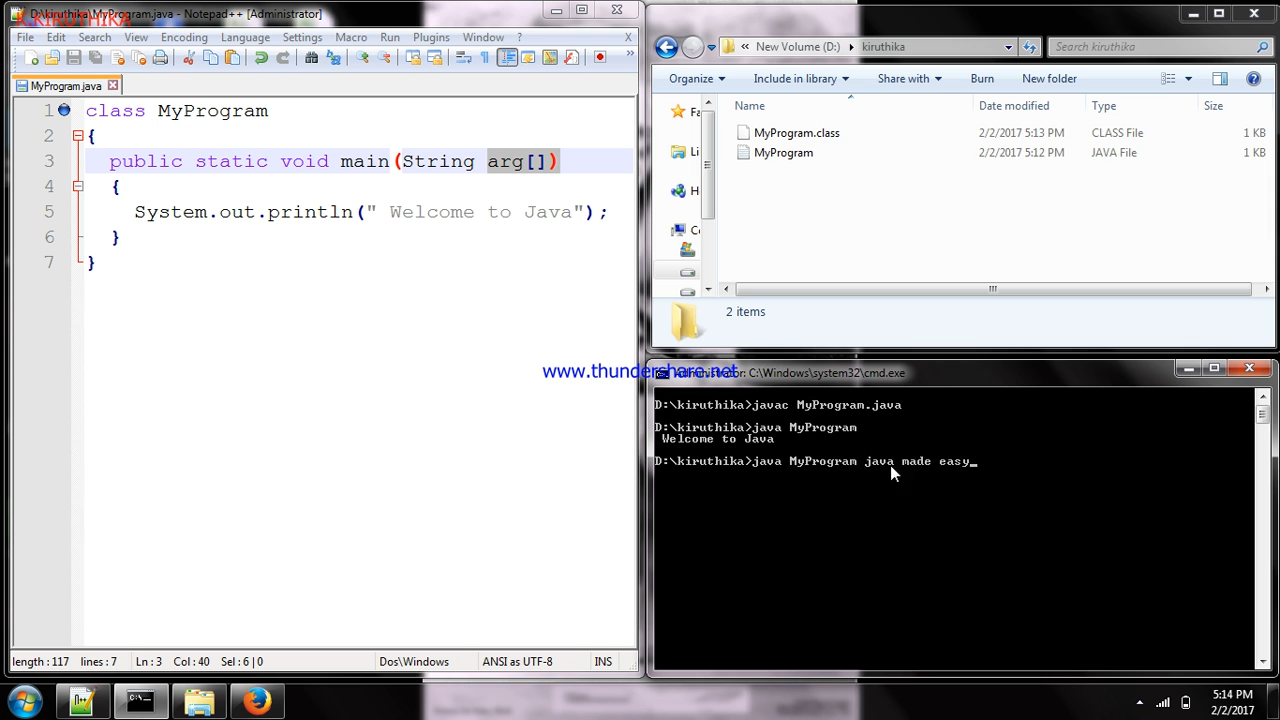 D:\kiruthika\MyProgram.java - Notepad++ [Administrator]
KIRUTHIKA
File Edit Search View Encoding Language Settings Macro Run Plugins Window ? X
MyProgram.java
1 class MyProgram
2 {
3 public static void main(String arg[])
4 {
5 System.out.println(" Welcome to Java");
6 }
7 }
length : 117 lines : 7 Ln : 3 Col : 40 Sel : 6 | 0 Dos\Windows ANSI as UTF-8 INS
New Volume (D:) kiruthika Search kiruthika
Organize Include in library Share with Burn New folder
Name Date modified Type Size
MyProgram.class 2/2/2017 5:13 PM CLASS File 1 KB
MyProgram 2/2/2017 5:12 PM JAVA File 1 KB
Fa
Li
H
Co
2 items
www.thundershare.net
Administrator: C:\Windows\system32\cmd.exe
D:\kiruthika>javac MyProgram.java
D:\kiruthika>java MyProgram
Welcome to Java
D:\kiruthika>java MyProgram java made easy_
5:14 PM
2/2/2017